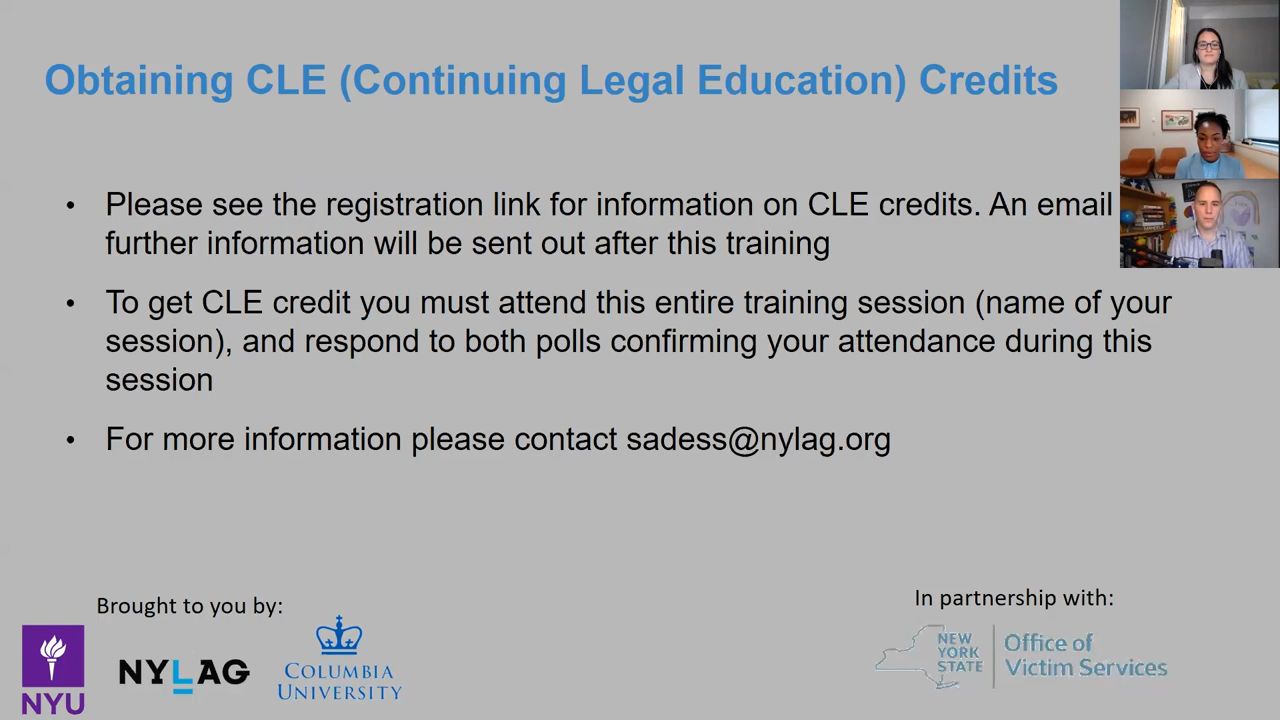 Obtaining CLE (Continuing Legal Education) Credits
• Please see the registration link for information on CLE credits. An email
further information will be sent out after this training
• To get CLE credit you must attend this entire training session (name of your
session), and respond to both polls confirming your attendance during this
session
• For more information please contact sadess@nylag.org
Brought to you by:
In partnership with:
NYU
NYLAG
COLUMBIA
UNIVERSITY
NEW
YORK
STATE
Office of
Victim Services